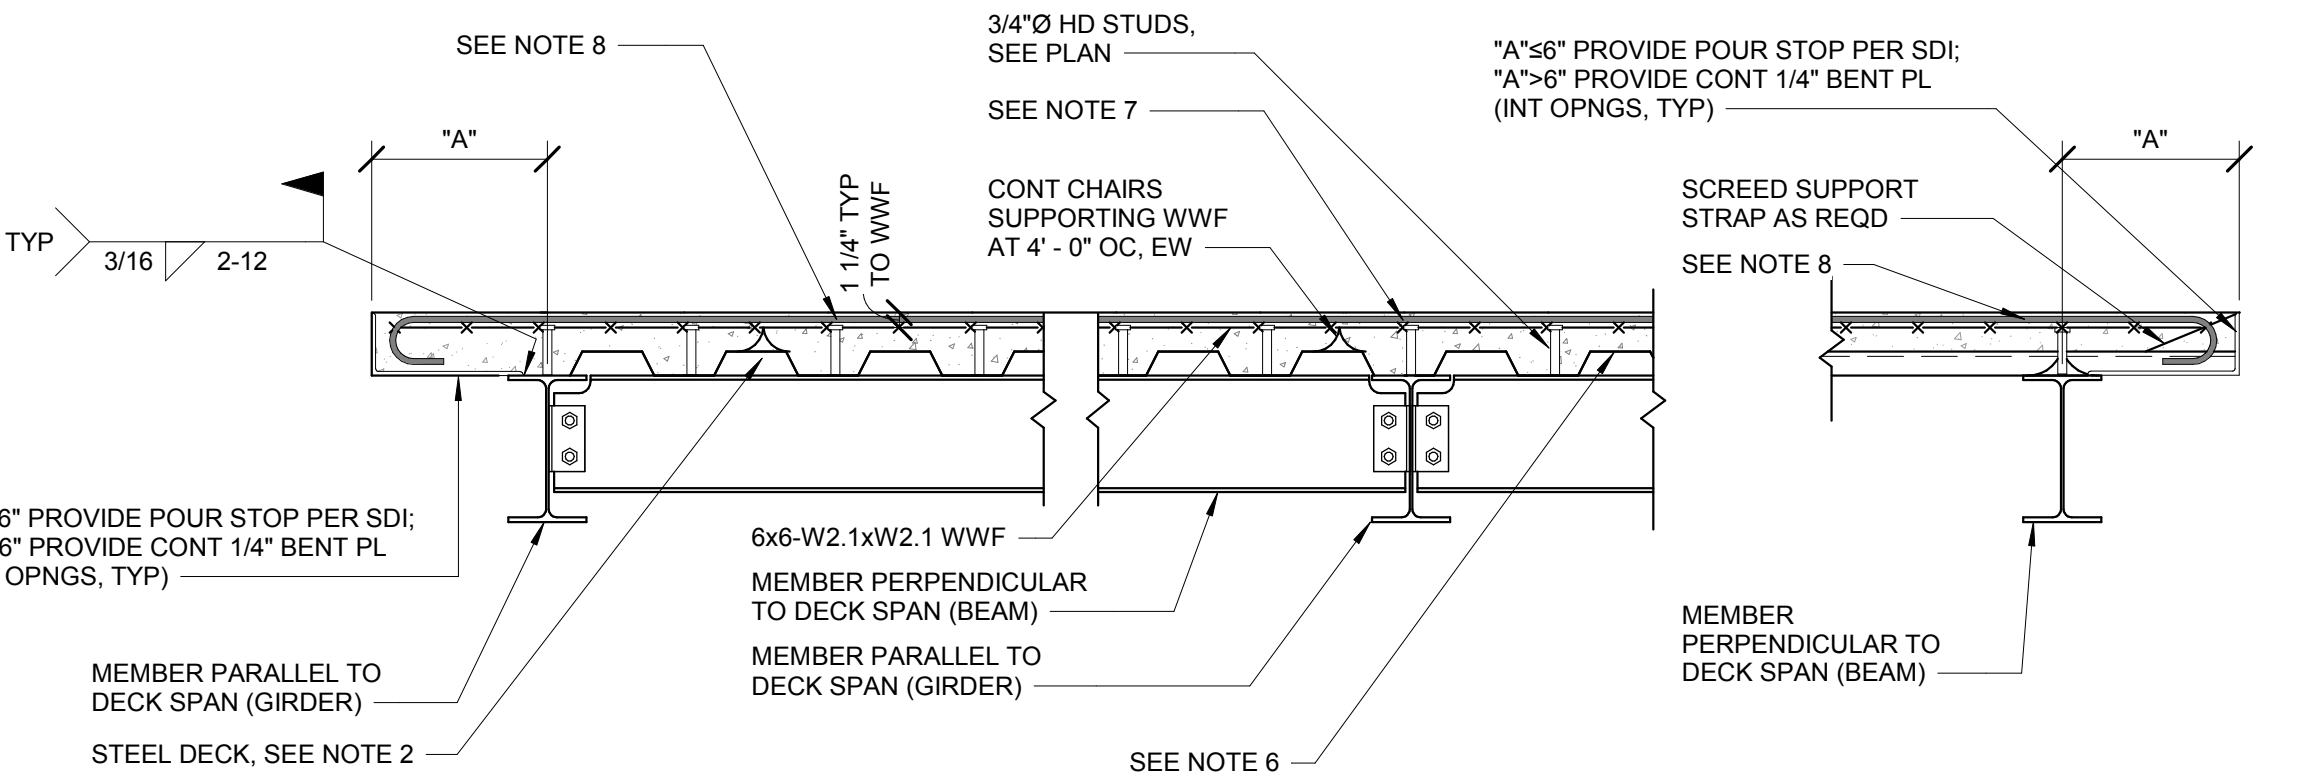 SEE NOTE 8
3/4"Ø HD STUDS,
SEE PLAN
"A"≤6" PROVIDE POUR STOP PER SDI;
"A">6" PROVIDE CONT 1/4" BENT PL
(INT OPNGS, TYP)
SEE NOTE 7
"A"
"A"
CONT CHAIRS
SUPPORTING WWF
AT 4' - 0" OC, EW
SCREED SUPPORT
STRAP AS REQD
SEE NOTE 8
1 1/4" TYP
TO WWF
TYP
3/16
2-12
6" PROVIDE POUR STOP PER SDI;
6" PROVIDE CONT 1/4" BENT PL
OPNGS, TYP)
6x6-W2.1xW2.1 WWF
MEMBER PERPENDICULAR
TO DECK SPAN (BEAM)
MEMBER PARALLEL TO
DECK SPAN (GIRDER)
MEMBER
PERPENDICULAR TO
DECK SPAN (BEAM)
MEMBER PARALLEL TO
DECK SPAN (GIRDER)
STEEL DECK, SEE NOTE 2
SEE NOTE 6